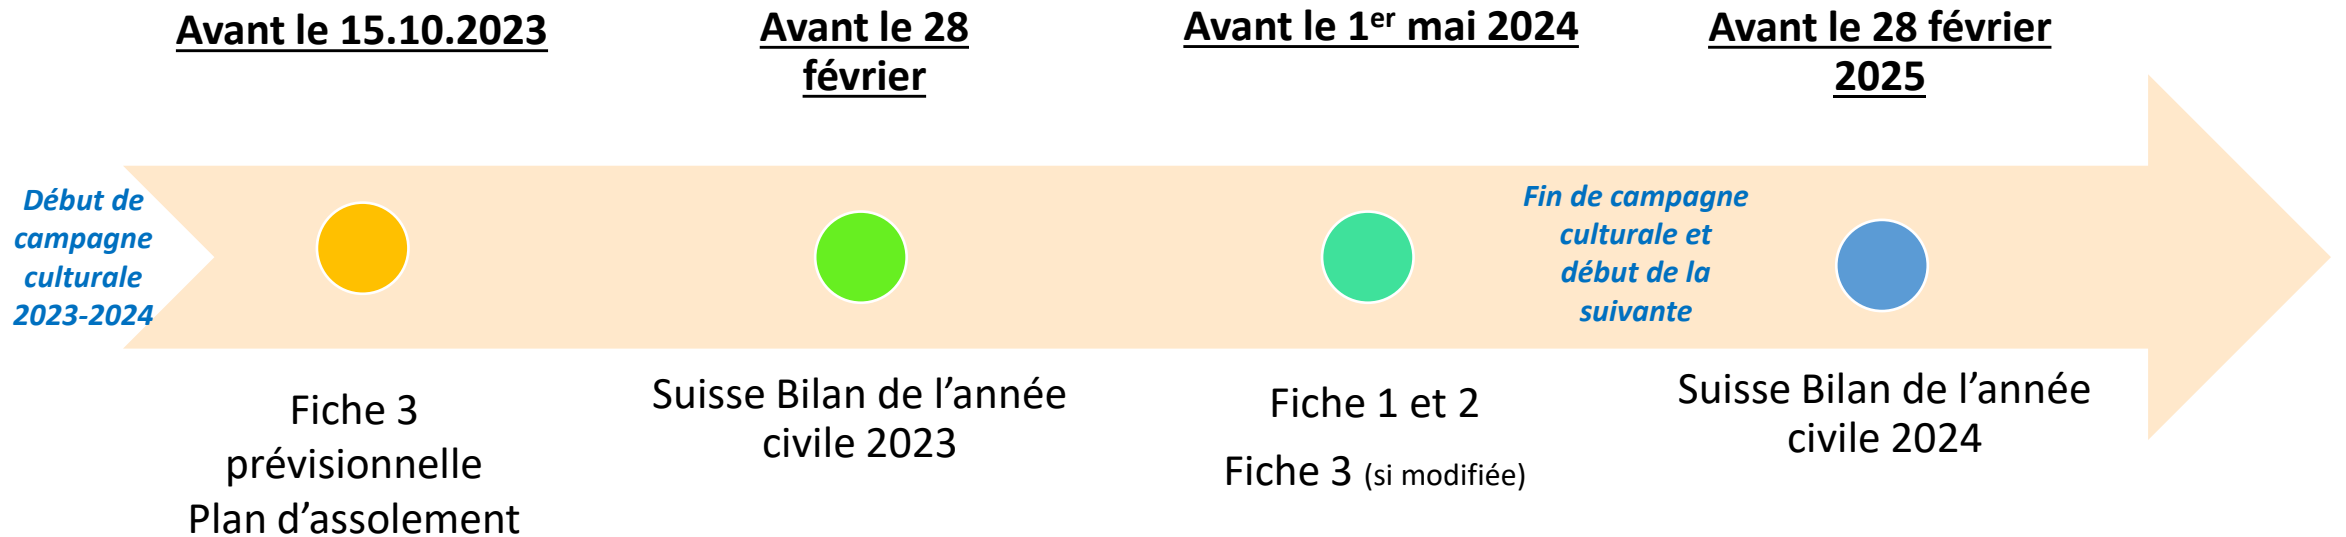 Avant le 15.10.2023
Avant le 28
février
Avant le 1er mai 2024
Avant le 28 février
2025
Début de
campagne
culturale
2023-2024
Fin de campagne
culturale et
début de la
suivante
Fiche 3
prévisionnelle
Plan d’assolement
Suisse Bilan de l’année
civile 2023
Fiche 1 et 2
Fiche 3 (si modifiée)
Suisse Bilan de l’année
civile 2024